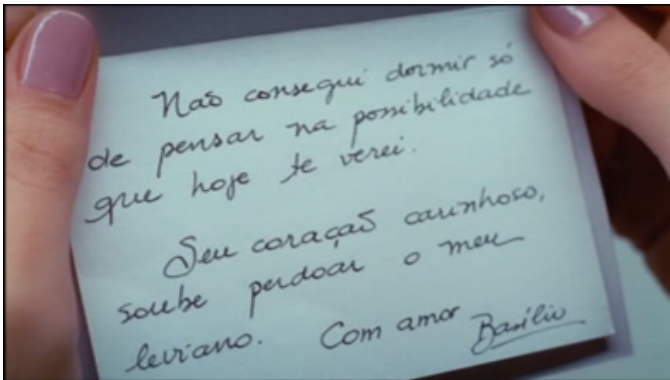 Não consegui dormir só
de pensar na possibilidade
que hoje te verei.
Seu coração carinhoso,
soube perdoar o meu
leviano. Com amor
Basílio